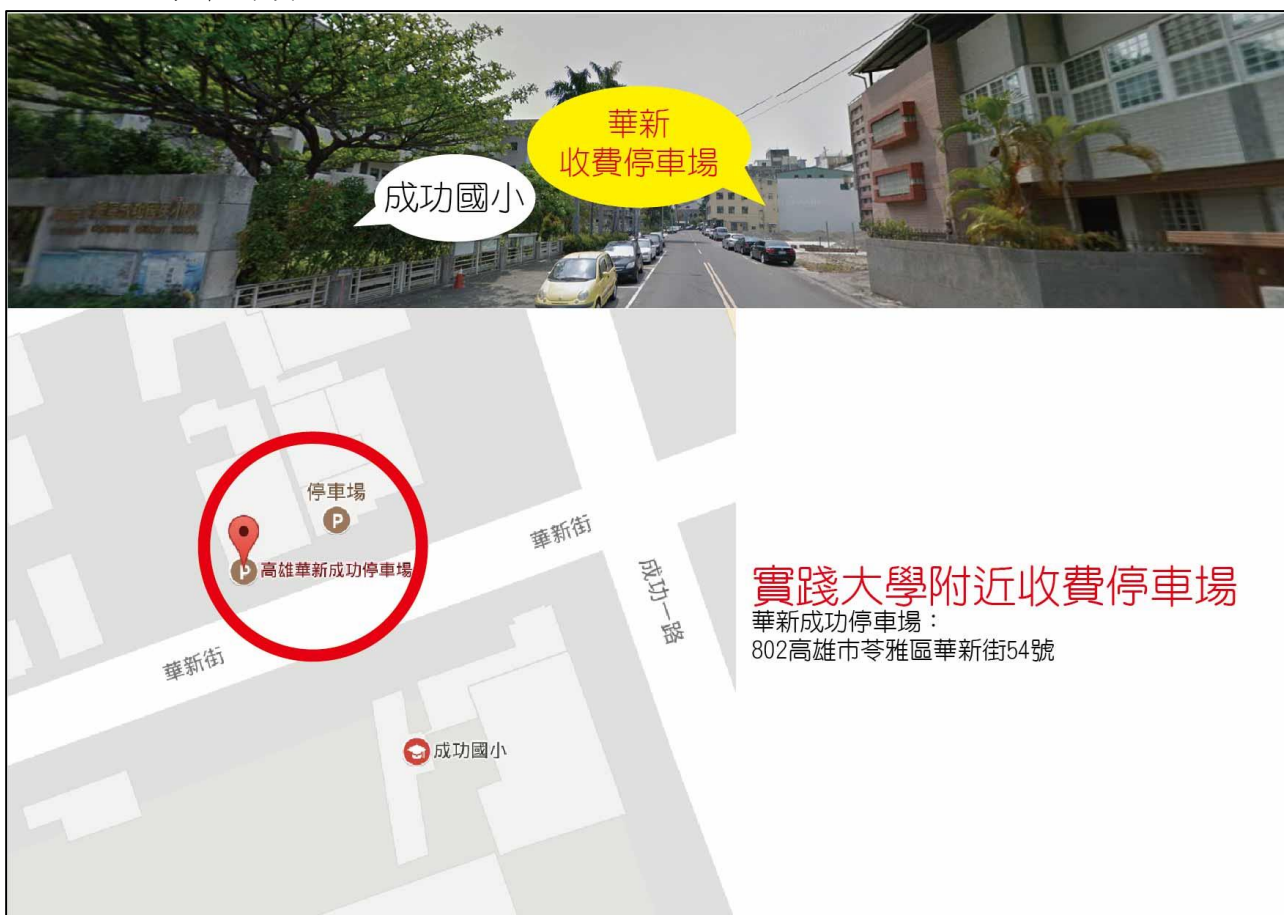 成功國小
華新
收費停車場
停車場
高雄華新成功停車場
華新街
成功一路
華新街
成功國小
實踐大學附近收費停車場
華新成功停車場：
802高雄市苓雅區華新街54號